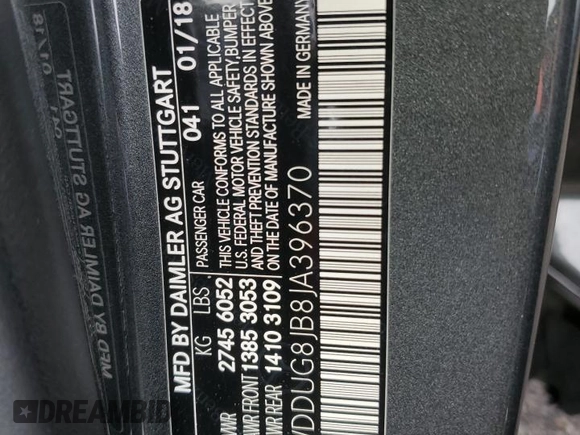 MFD BY DAIMLER AG STUTTGART
041 01/18
KG LBS.
PASSENGER CAR
2745 6052
FRONT 1385 3053
REAR 1410 3109
THIS VEHICLE CONFORMS TO ALL APPLICABLE
U.S. FEDERAL MOTOR VEHICLE SAFETY, BUMPER
AND THEFT PREVENTION STANDARDS IN EFFECT
ON THE DATE OF MANUFACTURE SHOWN ABOVE
DDUG8JB8JA396370
MADE IN GERMANY
DREAMBID